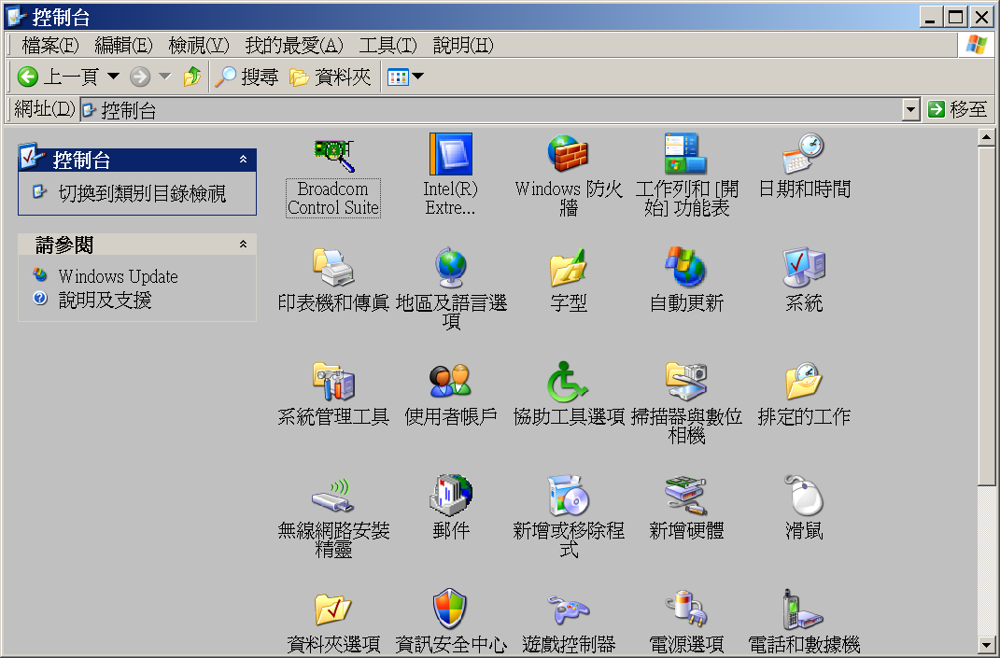 控制台
檔案(F) 編輯(E) 檢視(V) 我的最愛(A) 工具(T) 說明(H)
上一頁 搜尋 資料夾
網址(D) 控制台 移至
控制台
切換到類別目錄檢視
請參閱
Windows Update
說明及支援
Broadcom
Control Suite
Intel(R)
Extre...
Windows 防火
牆
工作列和 [開
始] 功能表
日期和時間
印表機和傳真
地區及語言選
項
字型
自動更新
系統
系統管理工具
使用者帳戶
協助工具選項
掃描器與數位
相機
排定的工作
無線網路安裝
精靈
郵件
新增或移除程
式
新增硬體
滑鼠
資料夾選項
資訊安全中心
遊戲控制器
電源選項
電話和數據機